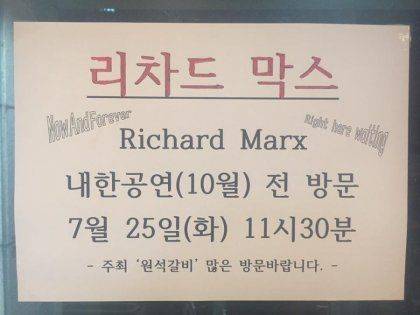 리차드 막스
NowAndForever
Right here waiting
Richard Marx
내한공연(10월) 전 방문
7월 25일(화) 11시30분
- 주최 '원석갈비' 많은 방문바랍니다. -